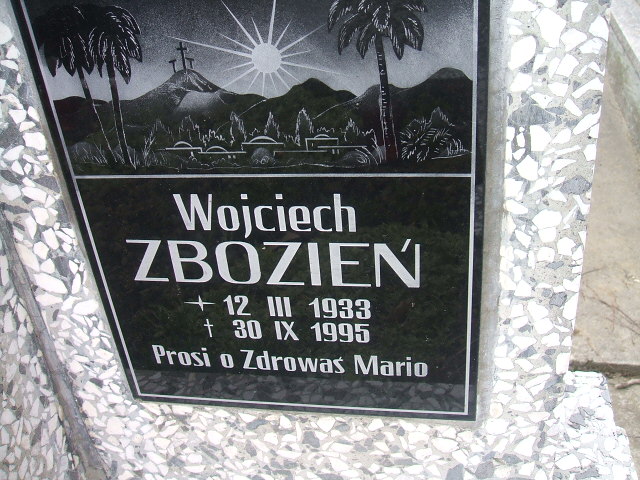 Wojciech
ZBOZIEŃ
12 III 1933
† 30 IX 1995
Prosi o Zdrowaś Mario